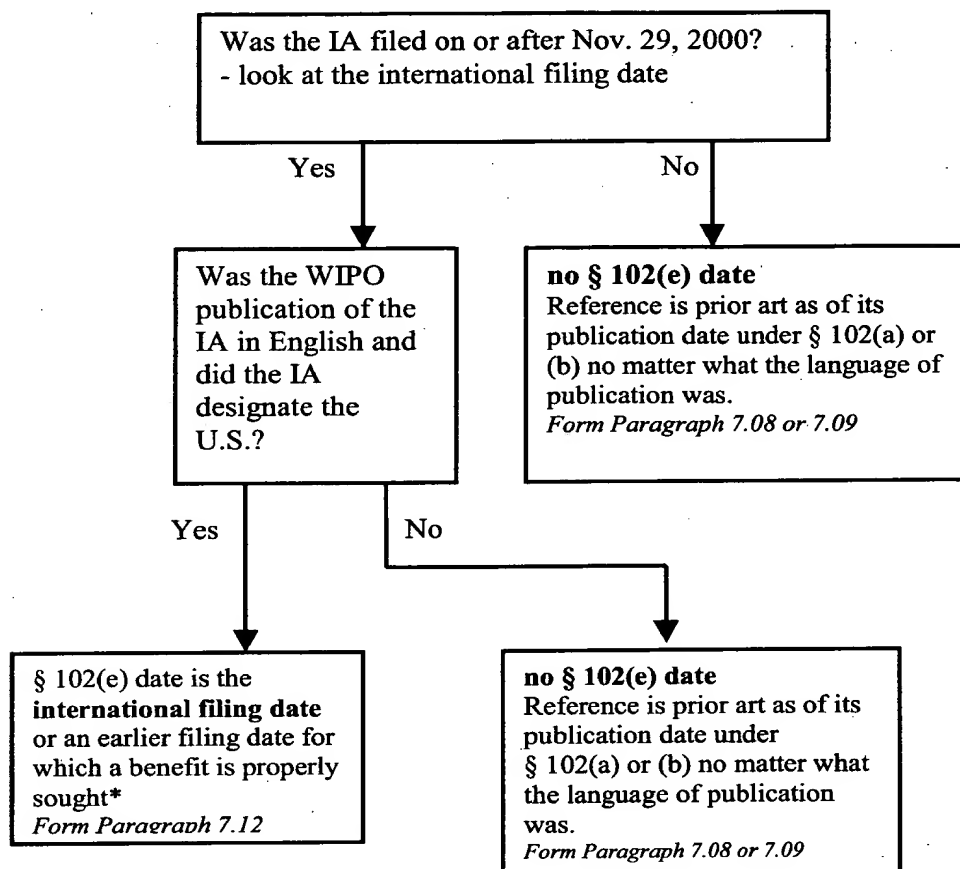 Was the IA filed on or after Nov. 29, 2000?
- look at the international filing date
Yes
No
Was the WIPO
publication of the
IA in English and
did the IA
designate the
U.S.?
no § 102(e) date
Reference is prior art as of its
publication date under § 102(a) or
(b) no matter what the language of
publication was.
Form Paragraph 7.08 or 7.09
Yes
No
§ 102(e) date is the
international filing date
or an earlier filing date for
which a benefit is properly
sought*
Form Paragraph 7.12
no § 102(e) date
Reference is prior art as of its
publication date under
§ 102(a) or (b) no matter what
the language of publication
was.
Form Paragraph 7.08 or 7.09